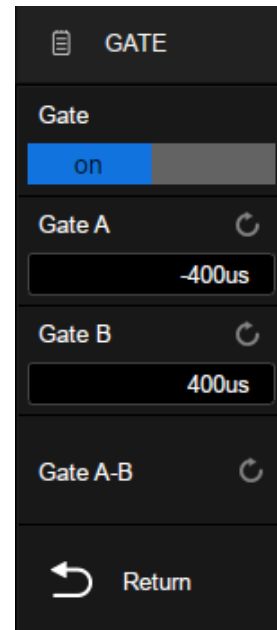 GATE
Gate
on
Gate A
-400us
Gate B
400us
Gate A-B
Return